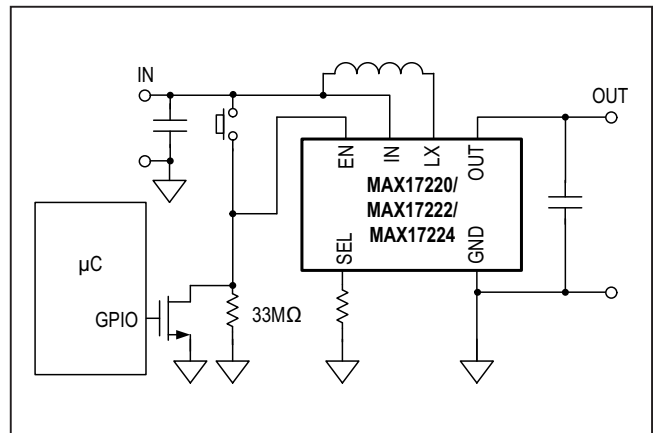 IN
OUT
EN
IN
LX
OUT
MAX17220/
MAX17222/
MAX17224
SEL
GND
µC
GPIO
33MΩ